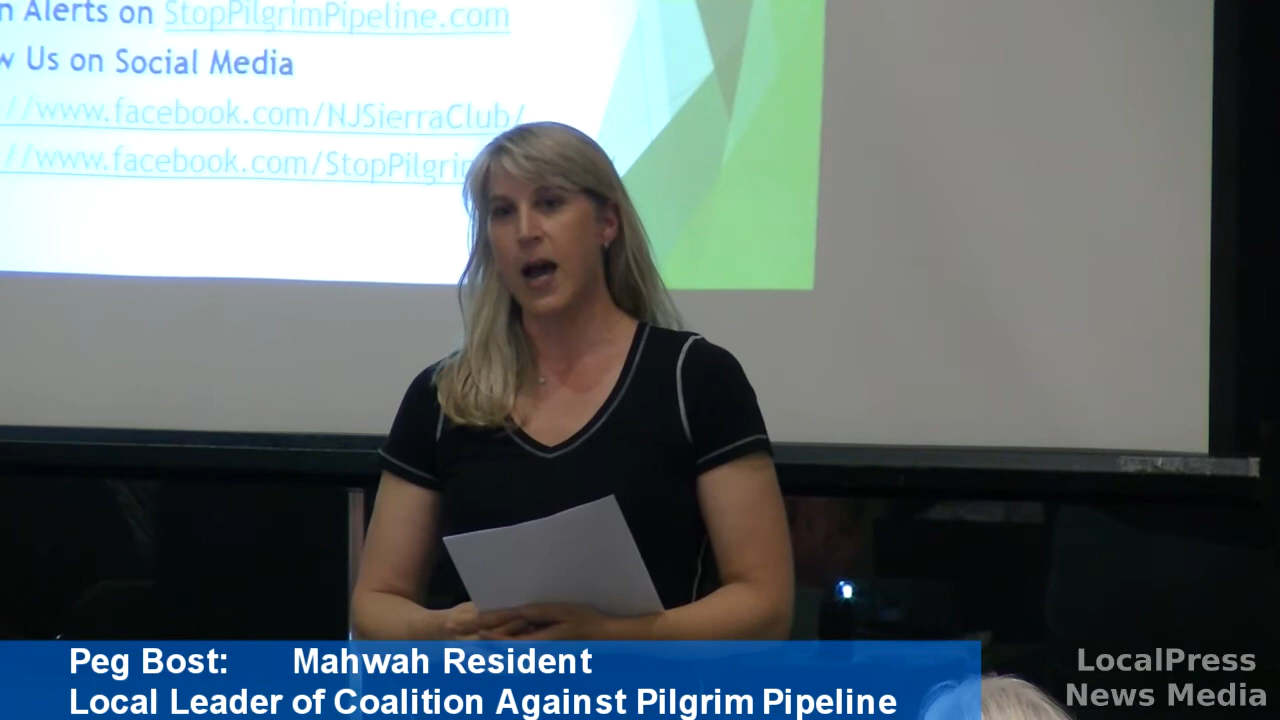 n Alerts on StopPilgrimPipeline.com
w Us on Social Media
//www.facebook.com/NJSierraClub/
//www.facebook.com/StopPilgri
Peg Bost: Mahwah Resident
Local Leader of Coalition Against Pilgrim Pipeline
LocalPress
News Media